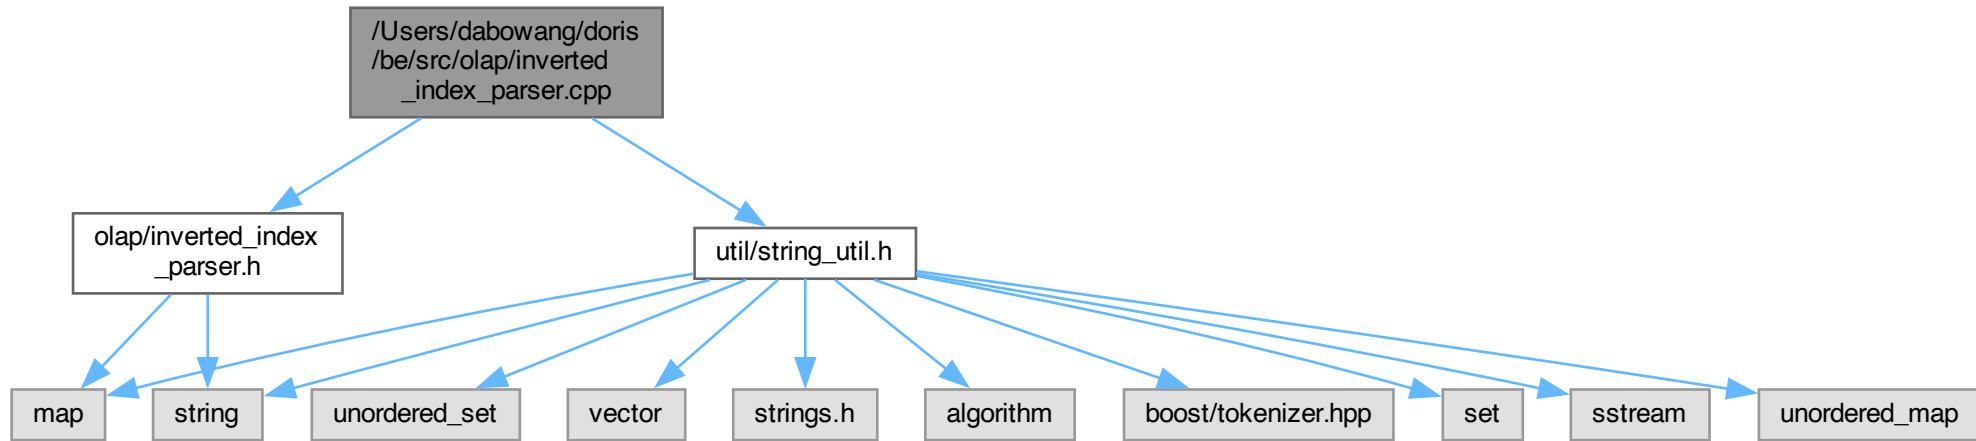 /Users/dabowang/doris
/be/src/olap/inverted
_index_parser.cpp
olap/inverted_index
_parser.h
util/string_util.h
map
string
unordered_set
vector
strings.h
algorithm
boost/tokenizer.hpp
set
sstream
unordered_map